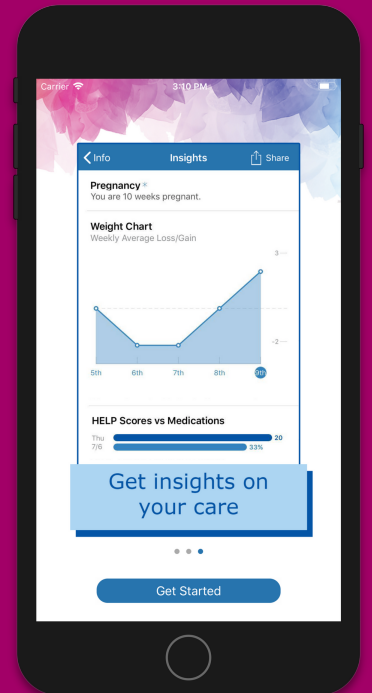 Carrier 3:10 PM
Info Insights Share
Pregnancy*
You are 10 weeks pregnant.
Weight Chart
Weekly Average Loss/Gain
3
-2
5th 6th 7th 8th 9th
HELP Scores vs Medications
Thu 20
7/6 33%
Get insights on
your care
Get Started